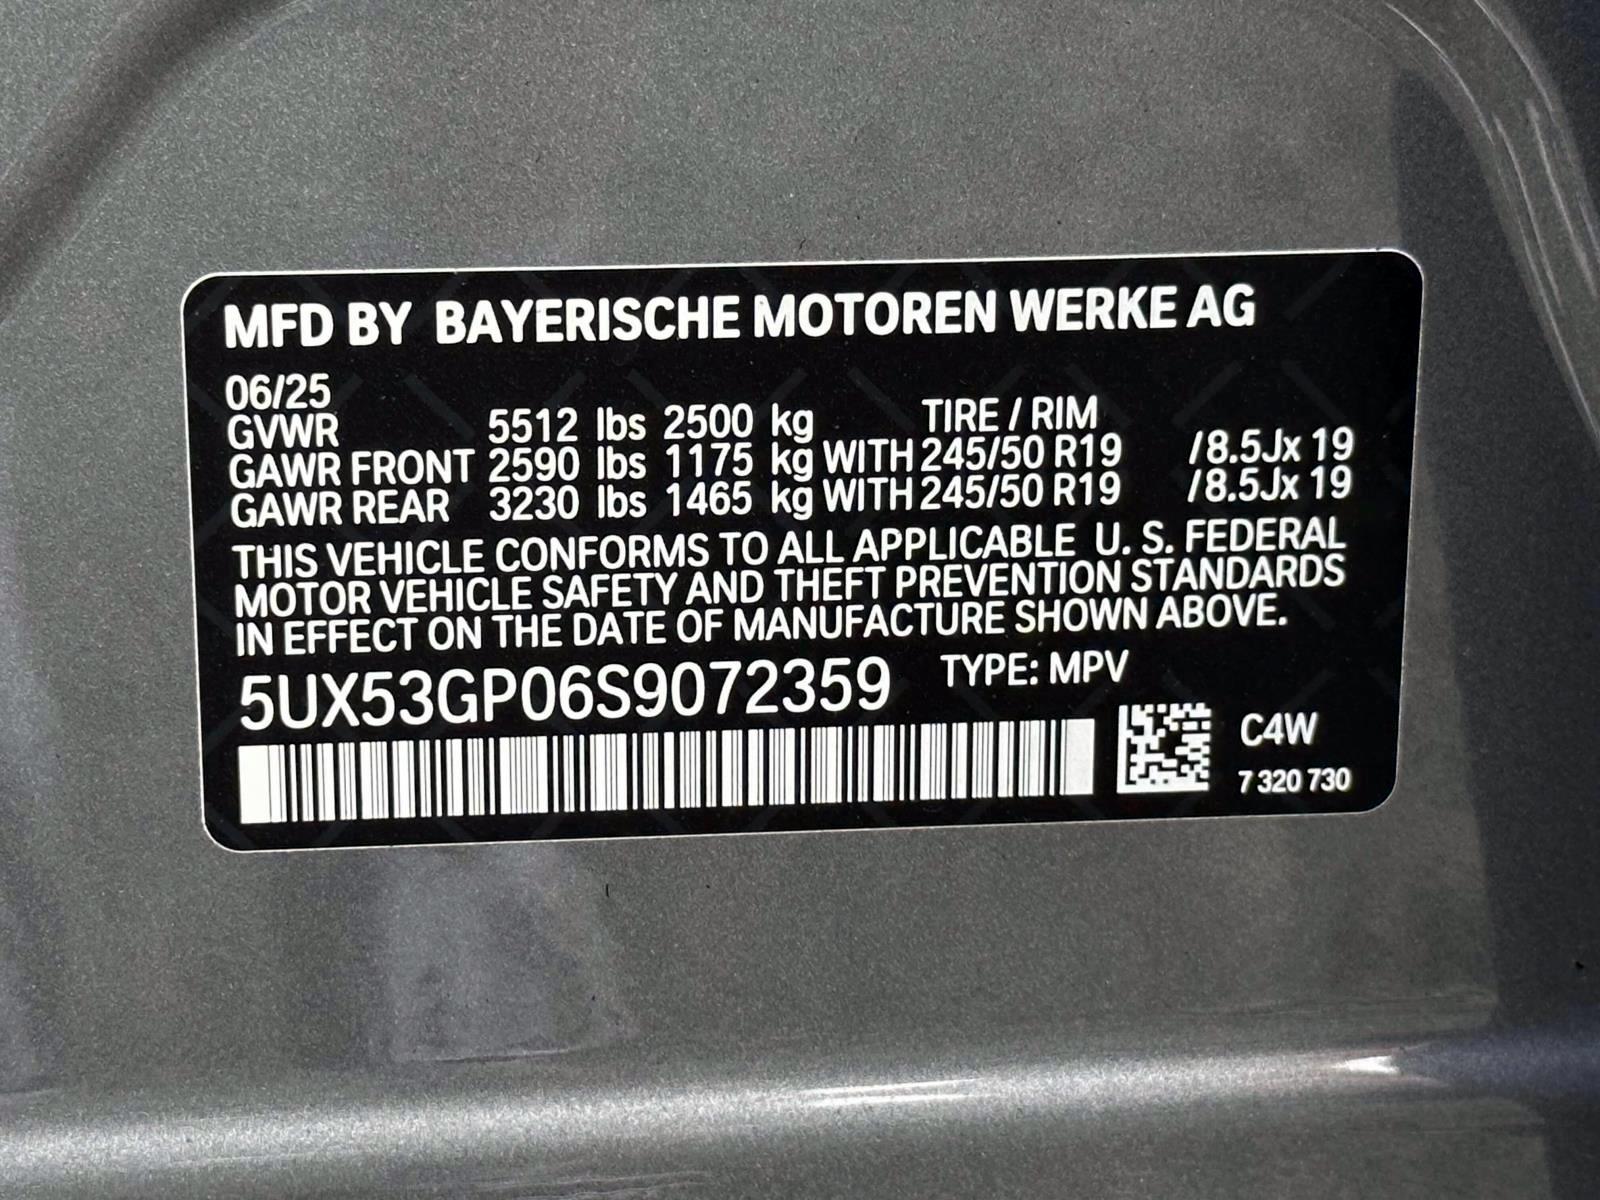 MFD BY BAYERISCHE MOTOREN WERKE AG
06/25
GVWR 5512 lbs 2500 kg TIRE / RIM
GAWR FRONT 2590 lbs 1175 kg WITH 245/50 R19 /8.5Jx 19
GAWR REAR 3230 lbs 1465 kg WITH 245/50 R19 /8.5Jx 19
THIS VEHICLE CONFORMS TO ALL APPLICABLE U. S. FEDERAL
MOTOR VEHICLE SAFETY AND THEFT PREVENTION STANDARDS
IN EFFECT ON THE DATE OF MANUFACTURE SHOWN ABOVE.
5UX53GP06S9072359 TYPE: MPV
C4W
7 320 730